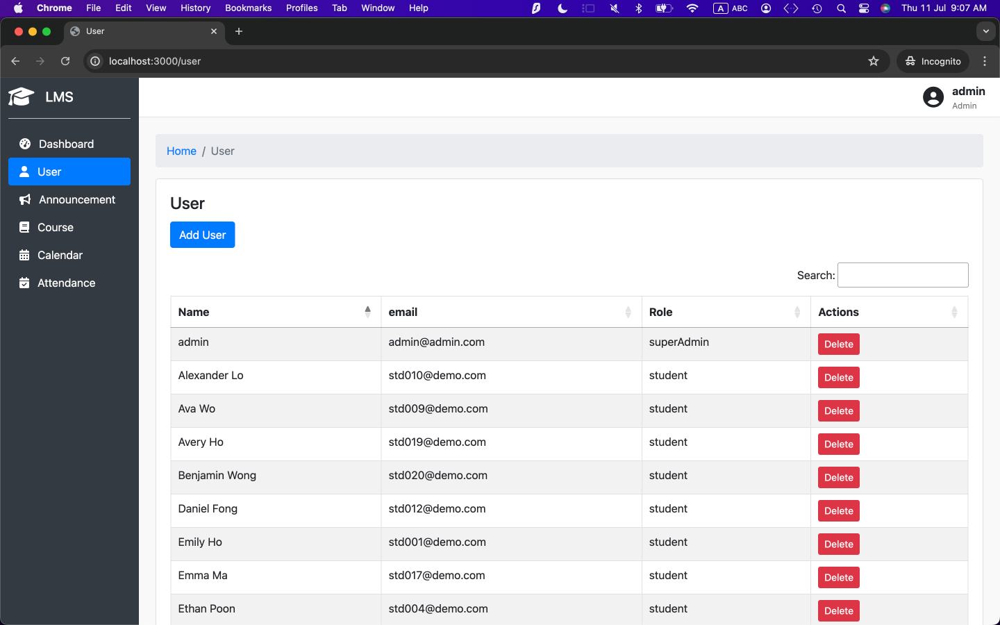 Chrome File Edit View History Bookmarks Profiles Tab Window Help A ABC Thu 11 Jul 9:07 AM
User
localhost:3000/user
Incognito
LMS
admin
Admin
Dashboard
User
Announcement
Course
Calendar
Attendance
Home / User
User
Add User
Search:
Name email Role Actions
admin admin@admin.com superAdmin Delete
Alexander Lo std010@demo.com student Delete
Ava Wo std009@demo.com student Delete
Avery Ho std019@demo.com student Delete
Benjamin Wong std020@demo.com student Delete
Daniel Fong std012@demo.com student Delete
Emily Ho std001@demo.com student Delete
Emma Ma std017@demo.com student Delete
Ethan Poon std004@demo.com student Delete